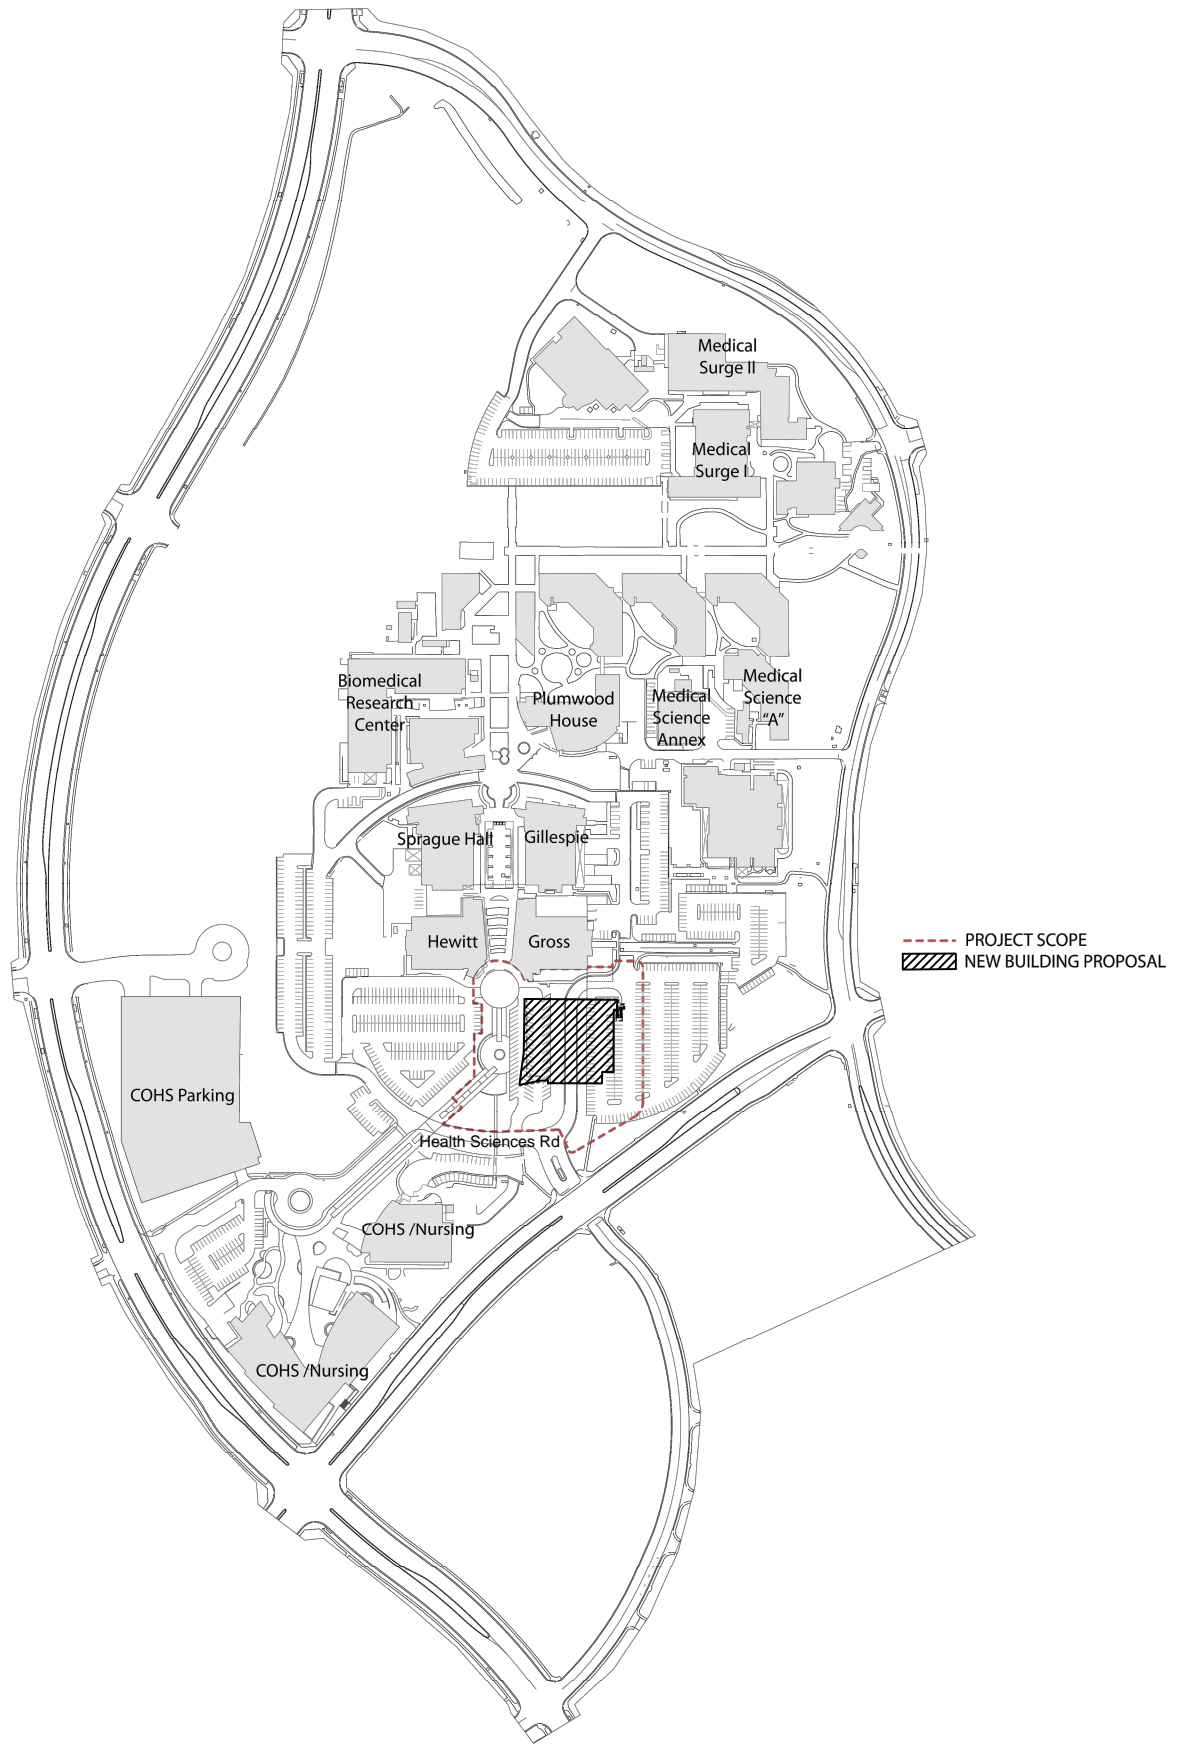 Medical
Surge II
Medical
Surge I
Biomedical
Research
Center
Plumwood
House
Medical
Science
Annex
Medical
Science
“A”
Sprague Hall
Gillespie
Hewitt
Gross
PROJECT SCOPE
NEW BUILDING PROPOSAL
COHS Parking
Health Sciences Rd
COHS /Nursing
COHS /Nursing